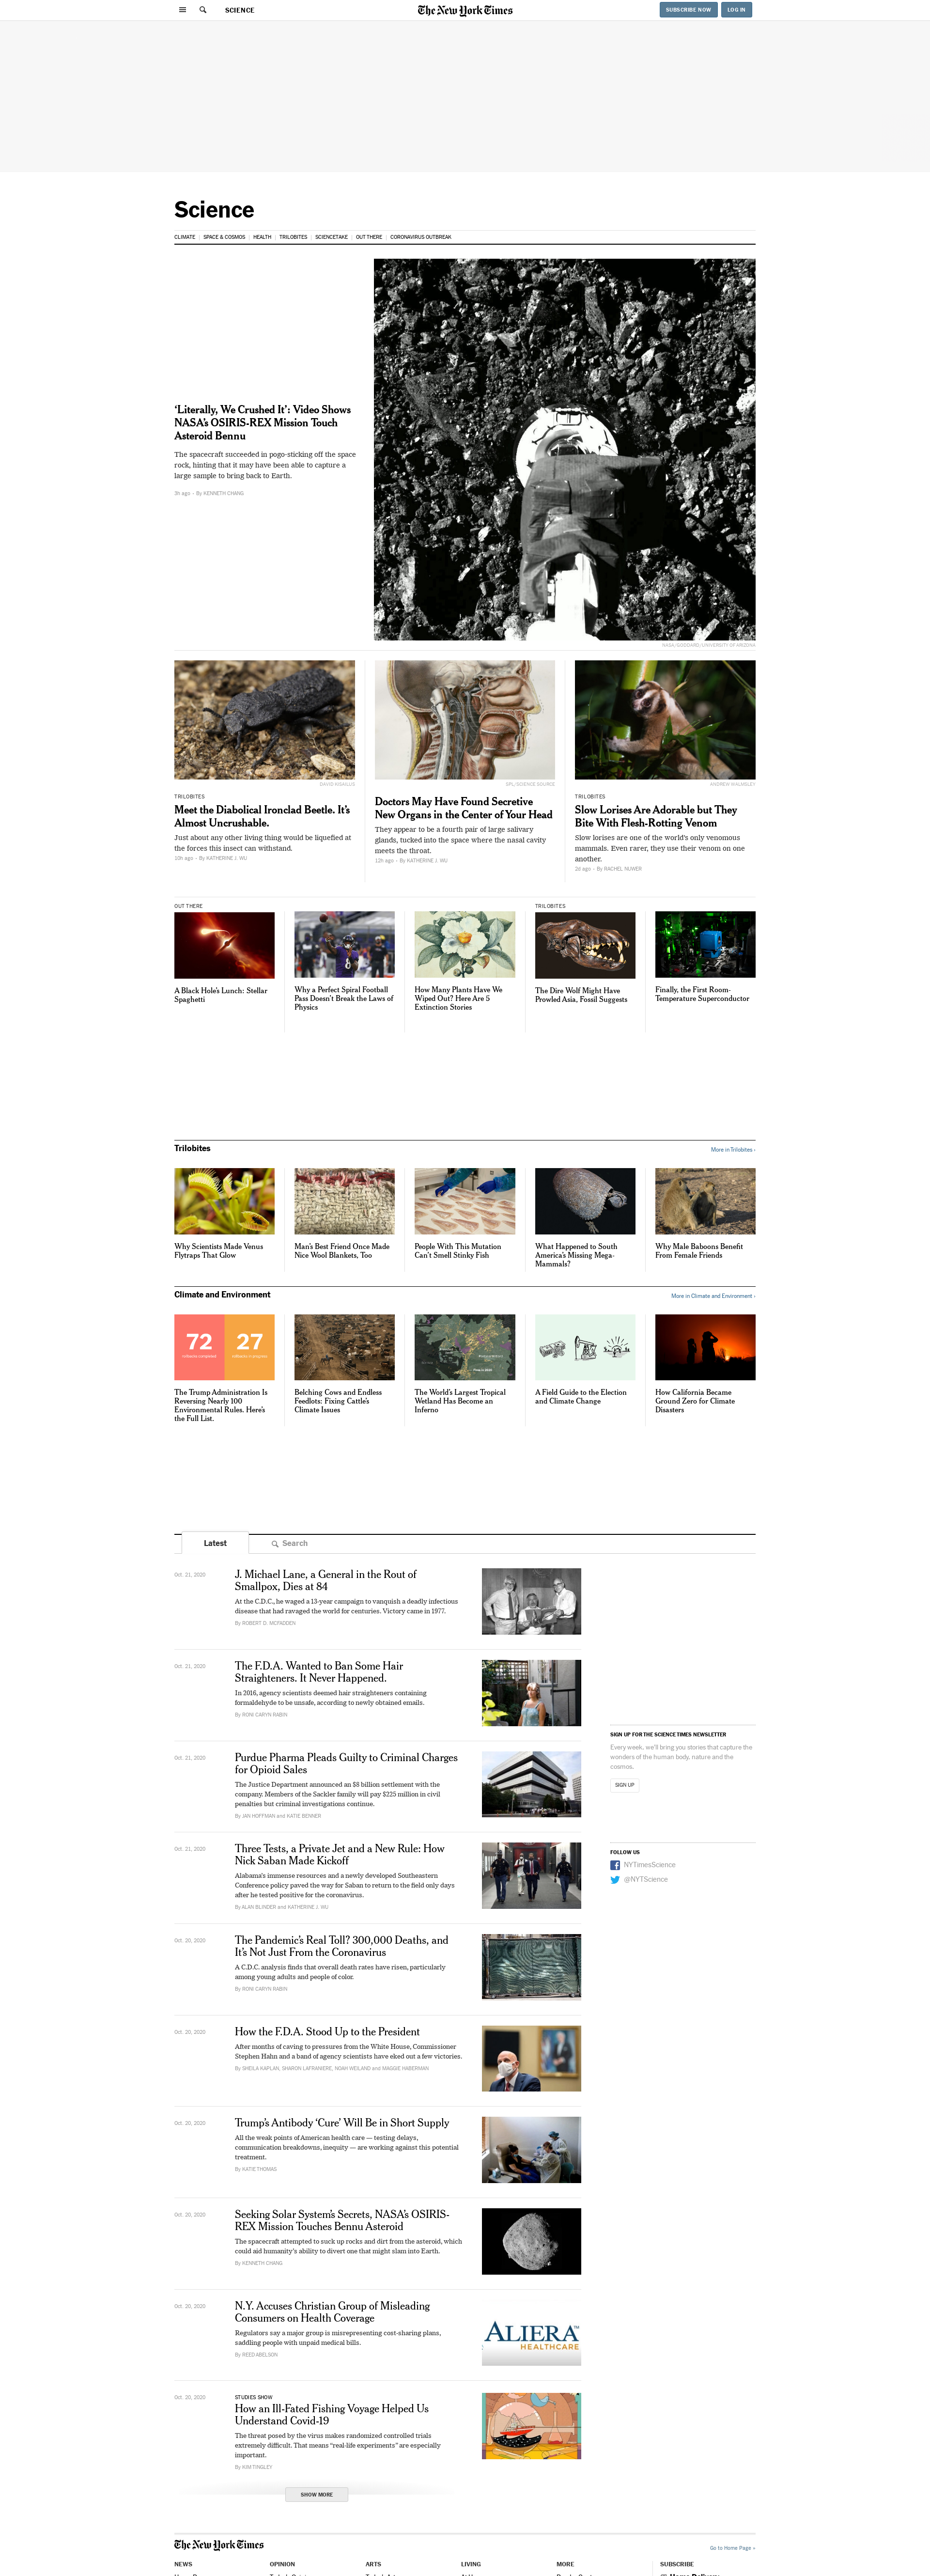 SCIENCE
The New York Times
SUBSCRIBE NOW
LOG IN
Science
CLIMATE
SPACE & COSMOS
HEALTH
TRILOBITES
SCIENCETAKE
OUT THERE
CORONAVIRUS OUTBREAK
‘Literally, We Crushed It’: Video Shows
NASA’s OSIRIS-REX Mission Touch
Asteroid Bennu
The spacecraft succeeded in pogo-sticking off the space
rock, hinting that it may have been able to capture a
large sample to bring back to Earth.
3h ago – By KENNETH CHANG
NASA/GODDARD/UNIVERSITY OF ARIZONA
DAVID KISAILUS
TRILOBITES
Meet the Diabolical Ironclad Beetle. It’s
Almost Uncrushable.
Just about any other living thing would be liquefied at
the forces this insect can withstand.
10h ago – By KATHERINE J. WU
SPL/SCIENCE SOURCE
Doctors May Have Found Secretive
New Organs in the Center of Your Head
They appear to be a fourth pair of large salivary
glands, tucked into the space where the nasal cavity
meets the throat.
12h ago – By KATHERINE J. WU
ANDREW WALMSLEY
TRILOBITES
Slow Lorises Are Adorable but They
Bite With Flesh-Rotting Venom
Slow lorises are one of the world’s only venomous
mammals. Even rarer, they use their venom on one
another.
2d ago – By RACHEL NUWER
OUT THERE
A Black Hole’s Lunch: Stellar
Spaghetti
Why a Perfect Spiral Football
Pass Doesn’t Break the Laws of
Physics
How Many Plants Have We
Wiped Out? Here Are 5
Extinction Stories
TRILOBITES
The Dire Wolf Might Have
Prowled Asia, Fossil Suggests
Finally, the First Room-
Temperature Superconductor
Trilobites
More in Trilobites ›
Why Scientists Made Venus
Flytraps That Glow
Man’s Best Friend Once Made
Nice Wool Blankets, Too
People With This Mutation
Can’t Smell Stinky Fish
What Happened to South
America’s Missing Mega-
Mammals?
Why Male Baboons Benefit
From Female Friends
Climate and Environment
More in Climate and Environment ›
72
27
The Trump Administration Is
Reversing Nearly 100
Environmental Rules. Here’s
the Full List.
Belching Cows and Endless
Feedlots: Fixing Cattle’s
Climate Issues
The World’s Largest Tropical
Wetland Has Become an
Inferno
A Field Guide to the Election
and Climate Change
How California Became
Ground Zero for Climate
Disasters
Latest
Search
Oct. 21, 2020
J. Michael Lane, a General in the Rout of
Smallpox, Dies at 84
At the C.D.C., he waged a 13-year campaign to vanquish a deadly infectious
disease that had ravaged the world for centuries. Victory came in 1977.
By ROBERT D. MCFADDEN
Oct. 21, 2020
The F.D.A. Wanted to Ban Some Hair
Straighteners. It Never Happened.
In 2016, agency scientists deemed hair straighteners containing
formaldehyde to be unsafe, according to newly obtained emails.
By RONI CARYN RABIN
Oct. 21, 2020
Purdue Pharma Pleads Guilty to Criminal Charges
for Opioid Sales
The Justice Department announced an $8 billion settlement with the
company. Members of the Sackler family will pay $225 million in civil
penalties but criminal investigations continue.
By JAN HOFFMAN and KATIE BENNER
Oct. 21, 2020
Three Tests, a Private Jet and a New Rule: How
Nick Saban Made Kickoff
Alabama’s immense resources and a newly developed Southeastern
Conference policy paved the way for Saban to return to the field only days
after he tested positive for the coronavirus.
By ALAN BLINDER and KATHERINE J. WU
Oct. 20, 2020
The Pandemic’s Real Toll? 300,000 Deaths, and
It’s Not Just From the Coronavirus
A C.D.C. analysis finds that overall death rates have risen, particularly
among young adults and people of color.
By RONI CARYN RABIN
Oct. 20, 2020
How the F.D.A. Stood Up to the President
After months of caving to pressures from the White House, Commissioner
Stephen Hahn and a band of agency scientists have eked out a few victories.
By SHEILA KAPLAN, SHARON LAFRANIERE, NOAH WEILAND and MAGGIE HABERMAN
Oct. 20, 2020
Trump’s Antibody ‘Cure’ Will Be in Short Supply
All the weak points of American health care — testing delays,
communication breakdowns, inequity — are working against this potential
treatment.
By KATIE THOMAS
Oct. 20, 2020
Seeking Solar System’s Secrets, NASA’s OSIRIS-
REX Mission Touches Bennu Asteroid
The spacecraft attempted to suck up rocks and dirt from the asteroid, which
could aid humanity’s ability to divert one that might slam into Earth.
By KENNETH CHANG
Oct. 20, 2020
N.Y. Accuses Christian Group of Misleading
Consumers on Health Coverage
Regulators say a major group is misrepresenting cost-sharing plans,
saddling people with unpaid medical bills.
By REED ABELSON
ALIERA™
HEALTHCARE
Oct. 20, 2020
STUDIES SHOW
How an Ill-Fated Fishing Voyage Helped Us
Understand Covid-19
The threat posed by the virus makes randomized controlled trials
extremely difficult. That means “real-life experiments” are especially
important.
By KIM TINGLEY
SHOW MORE
SIGN UP FOR THE SCIENCE TIMES NEWSLETTER
Every week, we’ll bring you stories that capture the
wonders of the human body, nature and the
cosmos.
SIGN UP
FOLLOW US
NYTimesScience
@NYTScience
The New York Times
Go to Home Page »
NEWS
OPINION
ARTS
LIVING
MORE
SUBSCRIBE